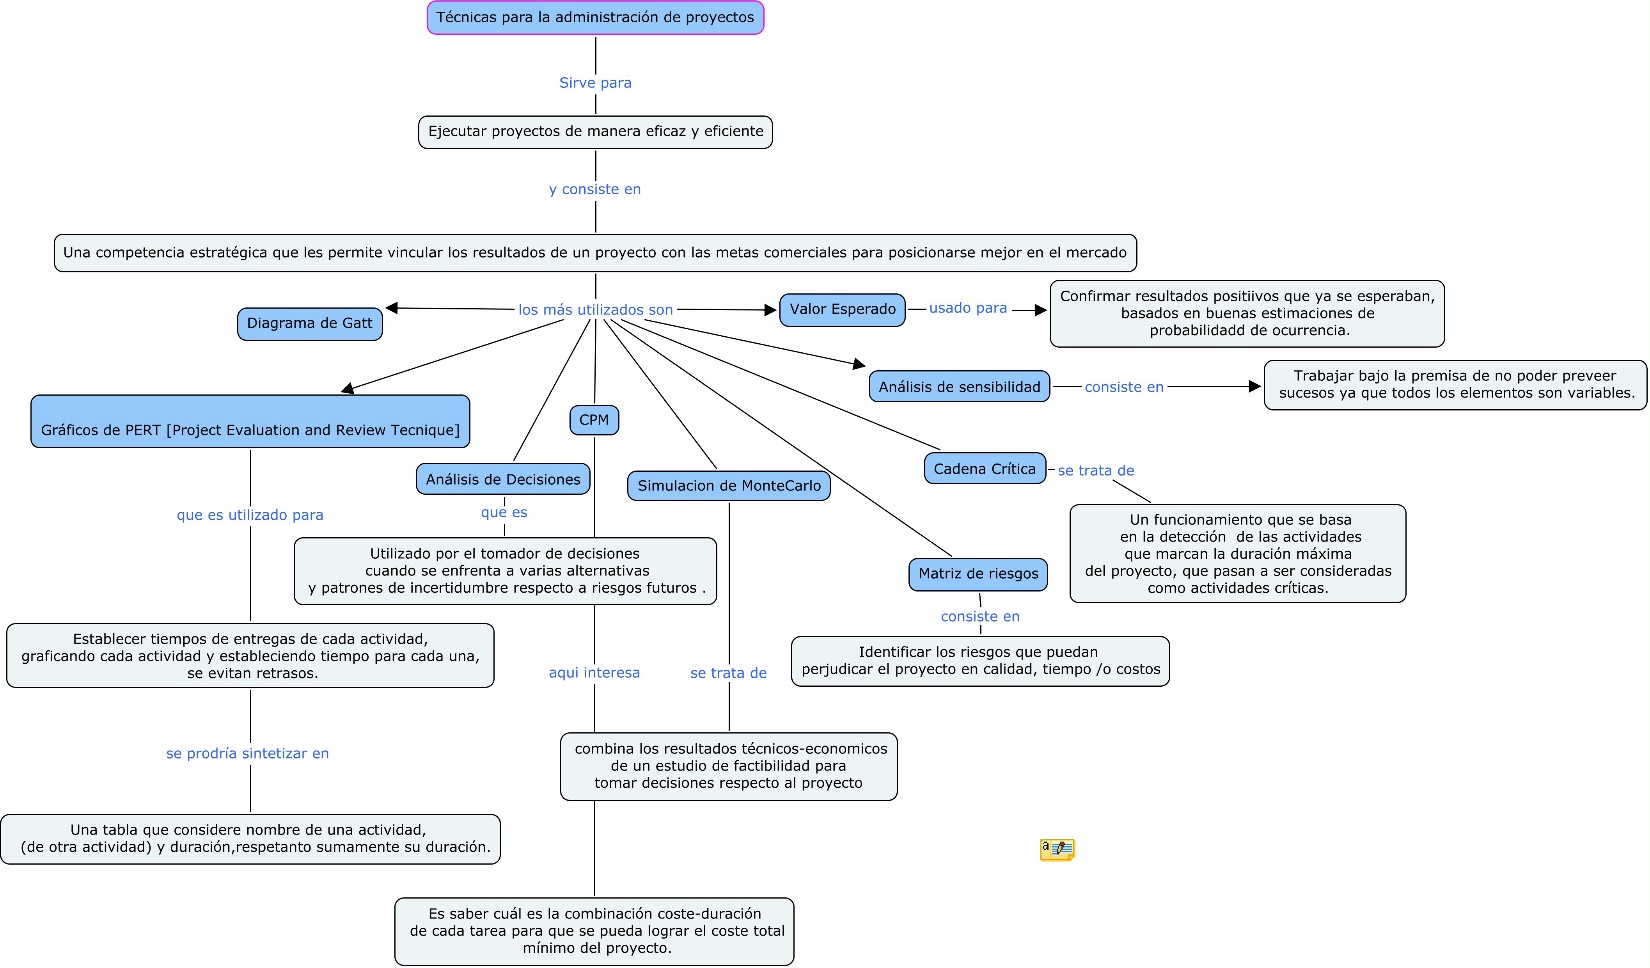 Técnicas para la administración de proyectos
Sirve para
Ejecutar proyectos de manera eficaz y eficiente
y consiste en
Una competencia estratégica que les permite vincular los resultados de un proyecto con las metas comerciales para posicionarse mejor en el mercado
los más utilizados son
Diagrama de Gatt
Valor Esperado
usado para
Confirmar resultados positiivos que ya se esperaban,
basados en buenas estimaciones de
probabilidadd de ocurrencia.
Análisis de sensibilidad
consiste en
Trabajar bajo la premisa de no poder preveer
sucesos ya que todos los elementos son variables.
Gráficos de PERT [Project Evaluation and Review Tecnique]
que es utilizado para
Establecer tiempos de entregas de cada actividad,
graficando cada actividad y estableciendo tiempo para cada una,
se evitan retrasos.
se prodría sintetizar en
Una tabla que considere nombre de una actividad,
(de otra actividad) y duración,respetanto sumamente su duración.
Análisis de Decisiones
que es
Utilizado por el tomador de decisiones
cuando se enfrenta a varias alternativas
y patrones de incertidumbre respecto a riesgos futuros .
CPM
aqui interesa
Es saber cuál es la combinación coste-duración
de cada tarea para que se pueda lograr el coste total
mínimo del proyecto.
Simulacion de MonteCarlo
se trata de
combina los resultados técnicos-economicos
de un estudio de factibilidad para
tomar decisiones respecto al proyecto
Matriz de riesgos
consiste en
Identificar los riesgos que puedan
perjudicar el proyecto en calidad, tiempo /o costos
Cadena Crítica
se trata de
Un funcionamiento que se basa
en la detección  de las actividades
que marcan la duración máxima
del proyecto, que pasan a ser consideradas
como actividades críticas.
a